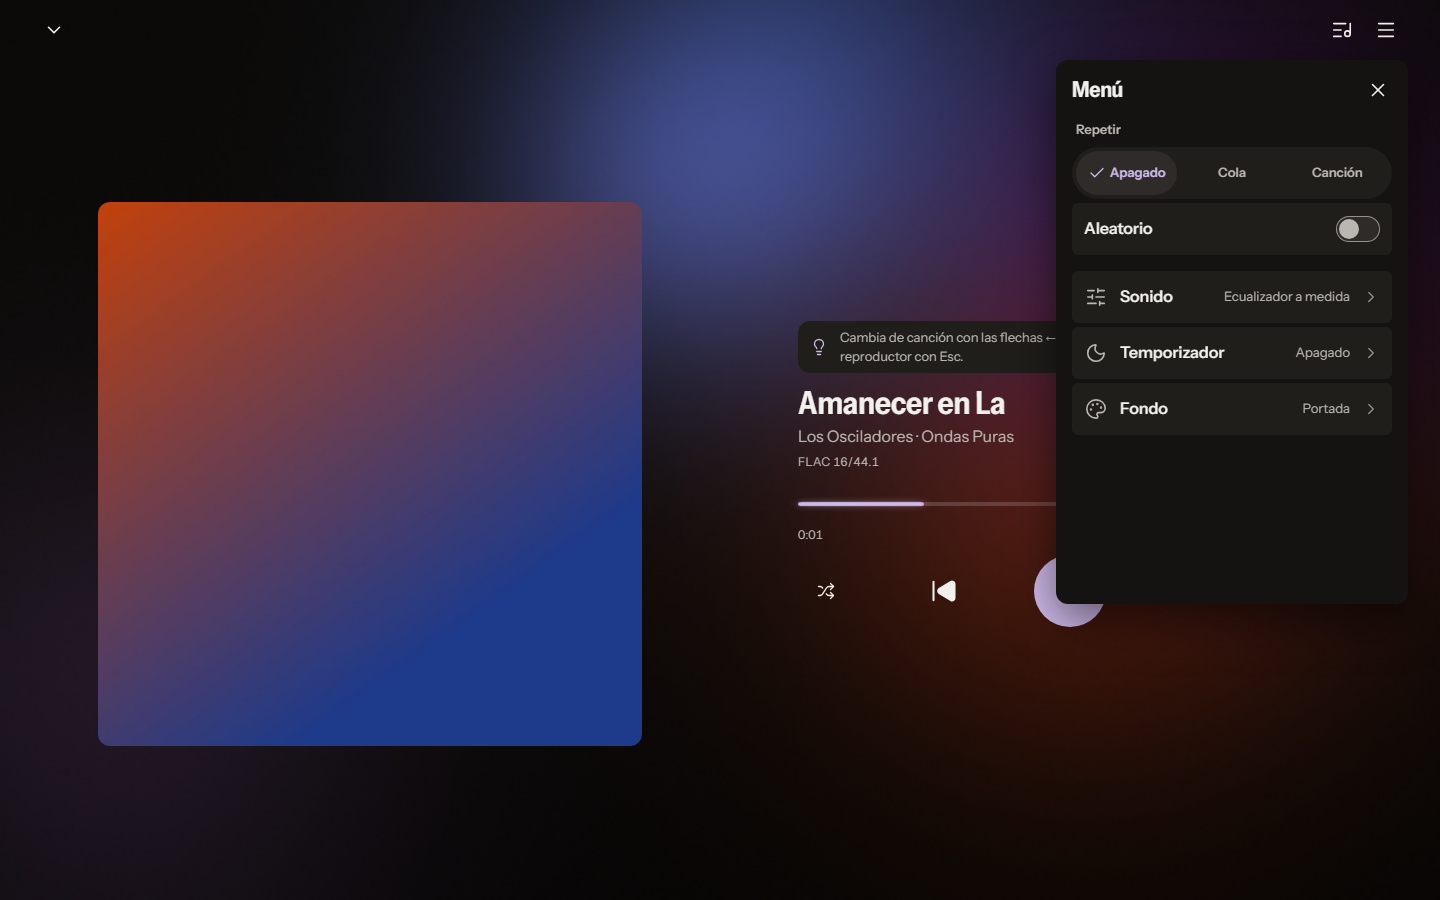 Menú
Repetir
Apagado
Cola
Canción
Aleatorio
Sonido
Ecualizador a medida
Temporizador
Apagado
Fondo
Portada
Cambia de canción con las flechas ←
reproductor con Esc.
Amanecer en La
Los Osciladores · Ondas Puras
FLAC 16/44.1
0:01